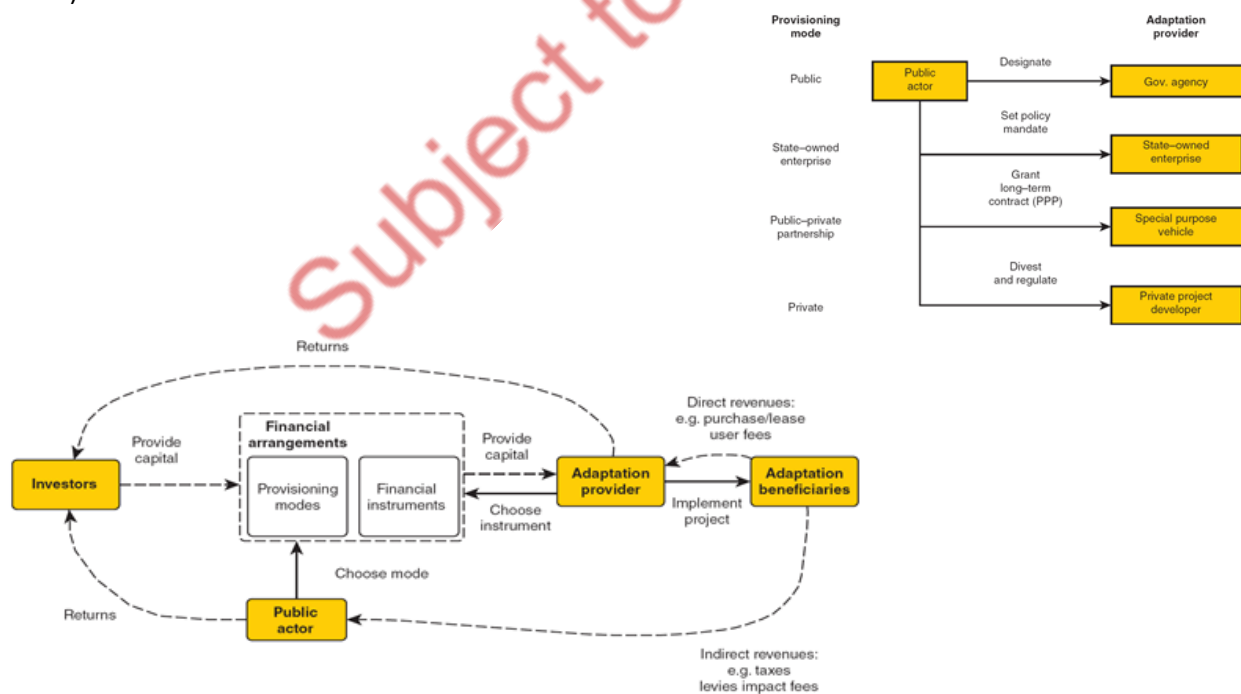 Subject to
Provisioning
mode
Adaptation
provider
Public
Public
actor
Designate
Gov. agency
Set policy
mandate
State–owned
enterprise
State–owned
enterprise
Grant
long–term
contract (PPP)
Public–private
partnership
Special purpose
vehicle
Divest
and regulate
Private
Private project
developer
Returns
Direct revenues:
e.g. purchase/lease
user fees
Financial
arrangements
Provide
capital
Provide
capital
Investors
Provisioning
modes
Financial
instruments
Adaptation
provider
Adaptation
beneficiaries
Choose
instrument
Implement
project
Choose mode
Returns
Public
actor
Indirect revenues:
e.g. taxes
levies impact fees